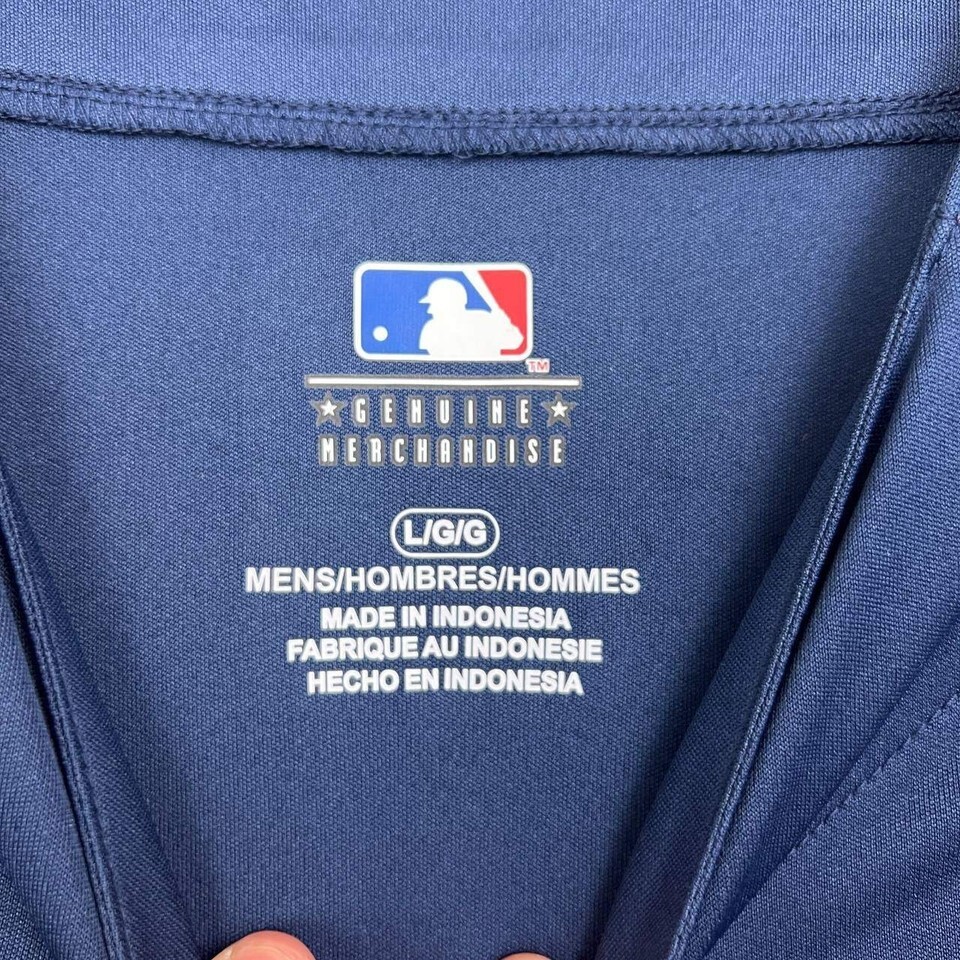 TM
GENUINE
MERCHANDISE
L/G/G
MENS/HOMBRES/HOMMES
MADE IN INDONESIA
FABRIQUE AU INDONESIE
HECHO EN INDONESIA